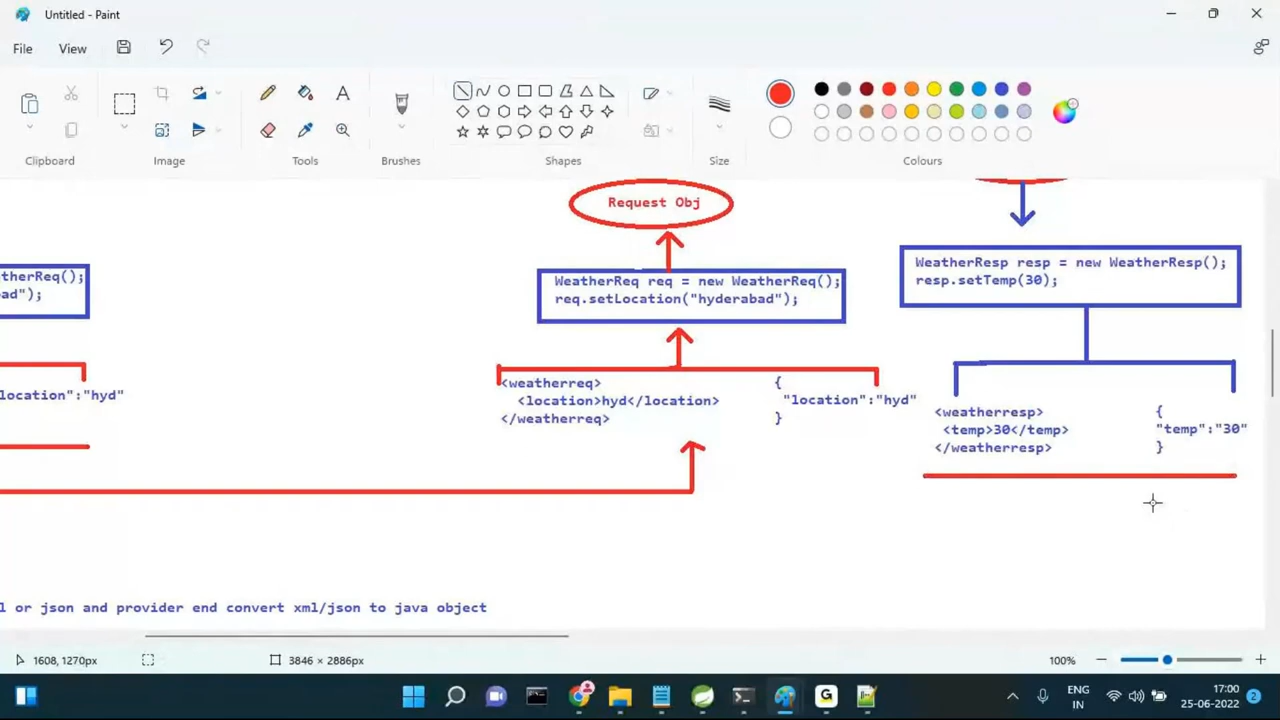 Untitled - Paint
File
View
Clipboard
Image
Tools
Brushes
Shapes
Size
Colours
Request Obj
therReq();
ad");
WeatherReq req = new WeatherReq();
req.setLocation("hyderabad");
WeatherResp resp = new WeatherResp();
resp.setTemp(30);
location":"hyd"
<weatherreq>
<location>hyd</location>
</weatherreq>
{
"location":"hyd"
}
<weatherresp>
<temp>30</temp>
</weatherresp>
{
"temp":"30"
}
l or json and provider end convert xml/json to java object
1608, 1270px
3846 × 2886px
100%
ENG
IN
17:00
25-06-2022
2